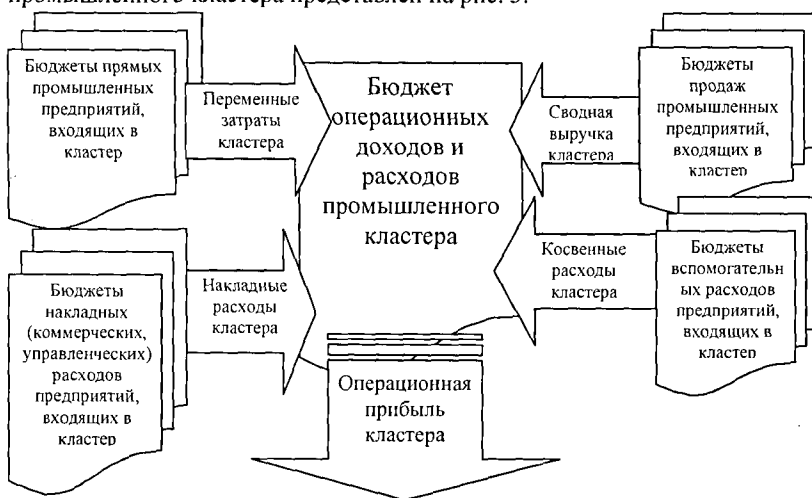 промышленного кластера представлен на рис. 3.
Бюджеты прямых
промышленных
предприятий,
входящих в
кластер
Переменные
затраты
кластера
Бюджет
операционных
доходов и
расходов
промышленного
кластера
Сводная
выручка
кластера
Бюджеты
продаж
промышленных
предприятий,
входящих в
кластер
Бюджеты
накладных
(коммерческих,
управленческих)
расходов
предприятий,
входящих в
кластер
Накладные
расходы
кластера
Косвенные
расходы
кластера
Бюджеты
вспомогательн
ых расходов
предприятий,
входящих в
кластер
Операционная
прибыль
кластера